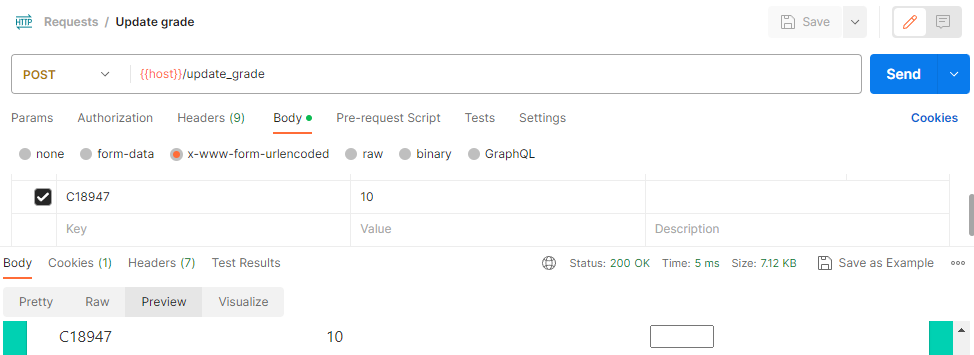 HTTP Requests / Update grade Save
POST {{host}}/update_grade Send
Params Authorization Headers (9) Body Pre-request Script Tests Settings Cookies
none form-data x-www-form-urlencoded raw binary GraphQL
C18947 10
Key Value Description
Body Cookies (1) Headers (7) Test Results Status: 200 OK Time: 5 ms Size: 7.12 KB Save as Example
Pretty Raw Preview Visualize
C18947 10